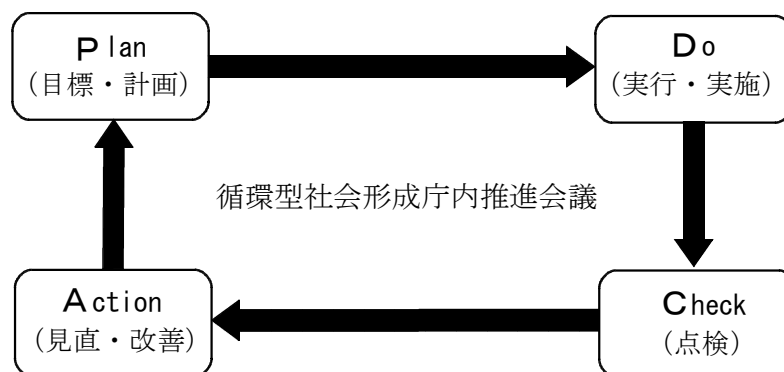 Plan
(目標・計画)
Do
(実行・実施)
循環型社会形成庁内推進会議
Action
(見直・改善)
Check
(点検)